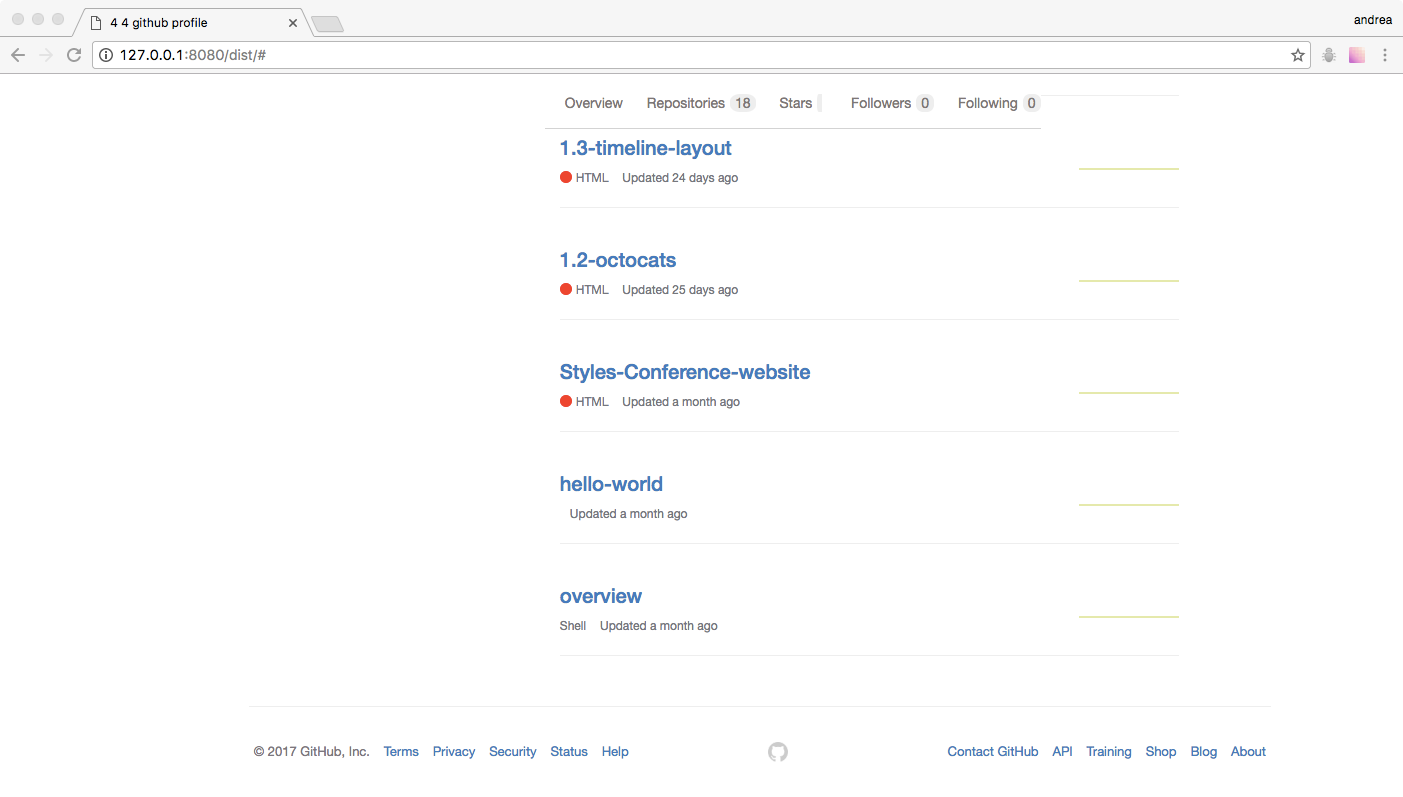 4 4 github profile
andrea
127.0.0.1:8080/dist/#
Overview Repositories 18 Stars Followers 0 Following 0
1.3-timeline-layout
HTML Updated 24 days ago
1.2-octocats
HTML Updated 25 days ago
Styles-Conference-website
HTML Updated a month ago
hello-world
Updated a month ago
overview
Shell Updated a month ago
© 2017 GitHub, Inc. Terms Privacy Security Status Help Contact GitHub API Training Shop Blog About